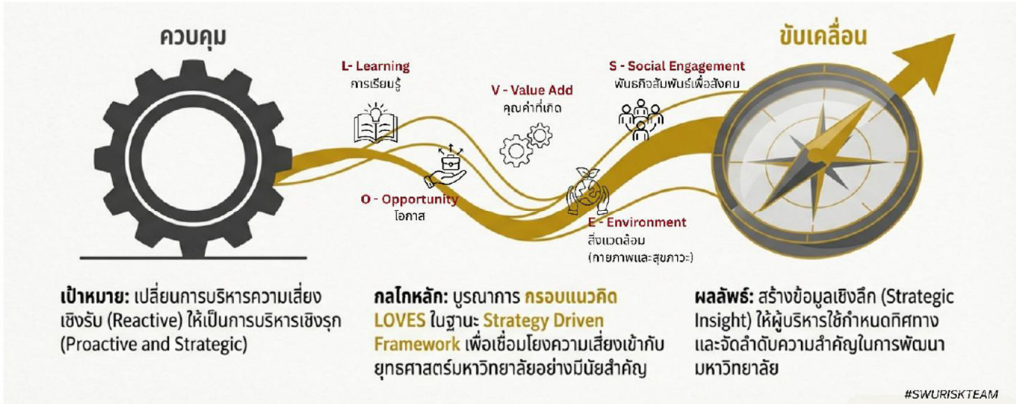 ควบคุม
ขับเคลื่อน
L- Learning
การเรียนรู้
V - Value Add
คุณค่าที่เกิด
S - Social Engagement
พันธกิจสัมพันธ์เพื่อสังคม
O - Opportunity
โอกาส
E - Environment
สิ่งแวดล้อม
(กายภาพและสุขภาวะ)
เป้าหมาย: เปลี่ยนการบริหารความเสี่ยง
เชิงรับ (Reactive) ให้เป็นการบริหารเชิงรุก
(Proactive and Strategic)
กลไกหลัก: บูรณาการ กรอบแนวคิด
LOVES ในฐานะ Strategy Driven
Framework เพื่อเชื่อมโยงความเสี่ยงเข้ากับ
ยุทธศาสตร์มหาวิทยาลัยอย่างมีนัยสำคัญ
ผลลัพธ์: สร้างข้อมูลเชิงลึก (Strategic
Insight) ให้ผู้บริหารใช้กำหนดทิศทาง
และจัดลำดับความสำคัญในการพัฒนา
มหาวิทยาลัย
#SWURISKTEAM